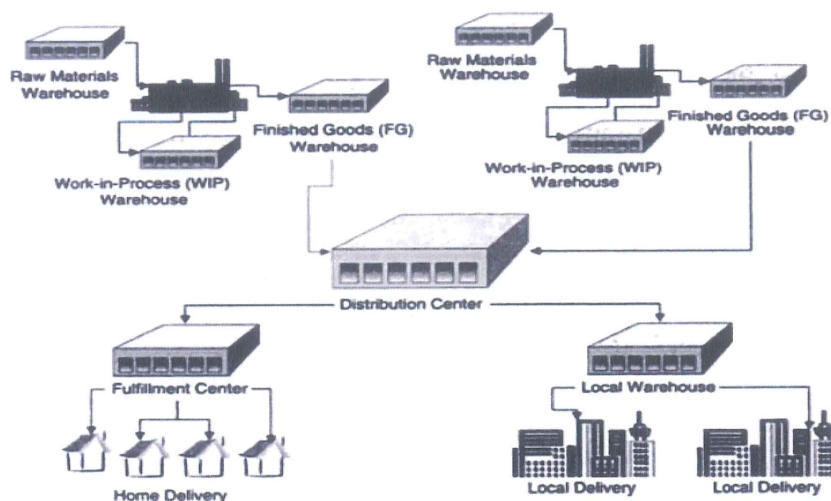 Raw Materials
Warehouse
Finished Goods (FG)
Warehouse
Work-in-Process (WIP)
Warehouse
Raw Materials
Warehouse
Finished Goods (FG)
Warehouse
Work-in-Process (WIP)
Warehouse
Distribution Center
Fulfillment Center
Local Warehouse
Home Delivery
Local Delivery
Local Delivery